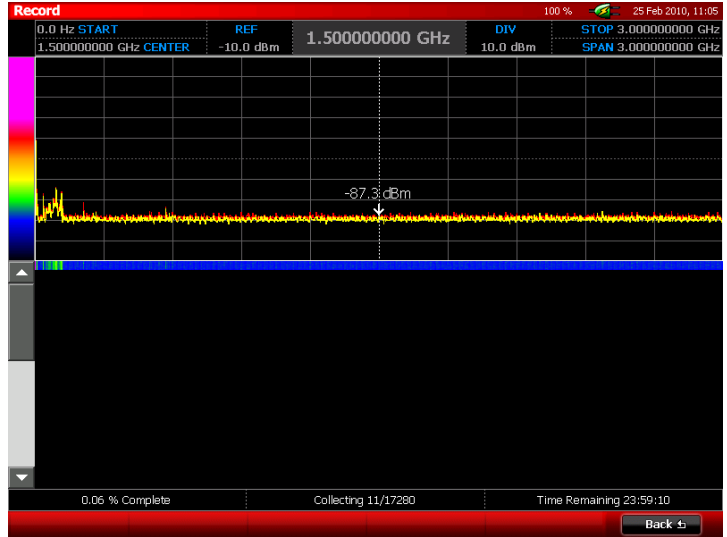 Record
100 %
25 Feb 2010, 11:05
0.0 Hz START
REF
1.500000000 GHz
DIV
STOP 3.000000000 GHz
1.500000000 GHz CENTER
-10.0 dBm
10.0 dBm
SPAN 3.000000000 GHz
-87.3 dBm
0.06 % Complete
Collecting 11/17280
Time Remaining 23:59:10
Back